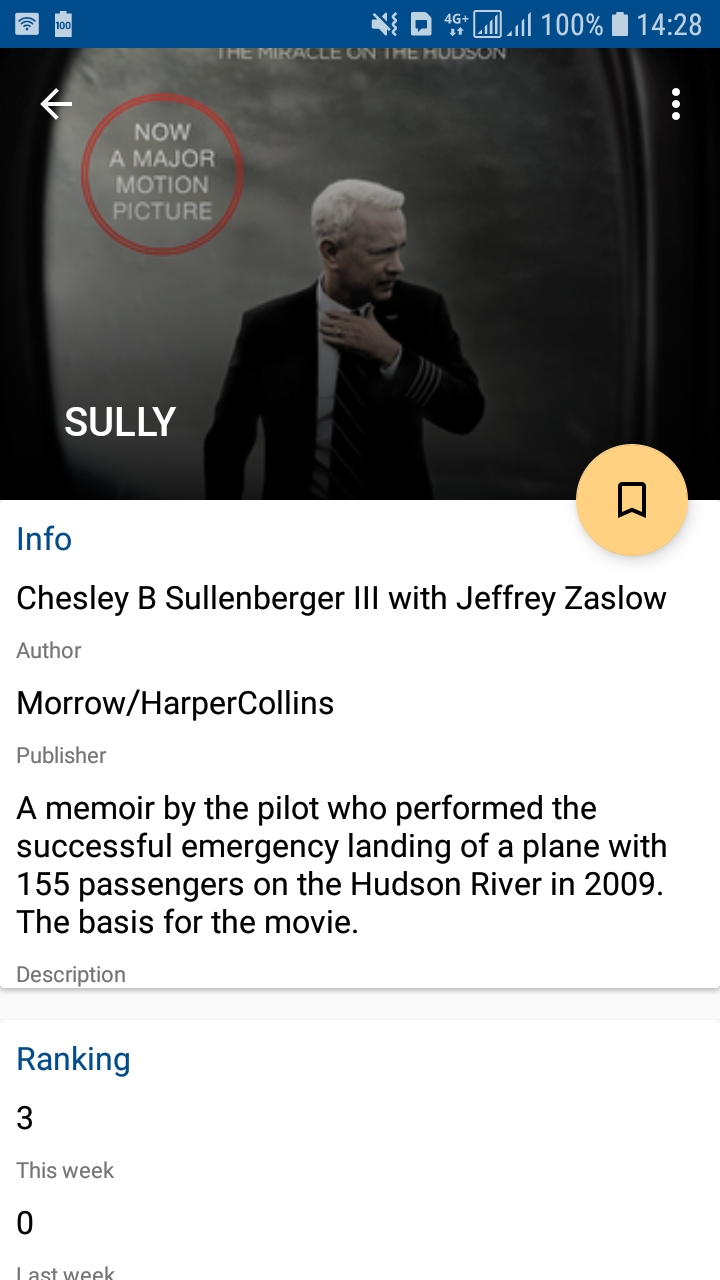 100
4G+
100%
14:28
THE MIRACLE ON THE HUDSON
NOW
A MAJOR
MOTION
PICTURE
SULLY
Info
Chesley B Sullenberger III with Jeffrey Zaslow
Author
Morrow/HarperCollins
Publisher
A memoir by the pilot who performed the
successful emergency landing of a plane with
155 passengers on the Hudson River in 2009.
The basis for the movie.
Description
Ranking
3
This week
0
Last week